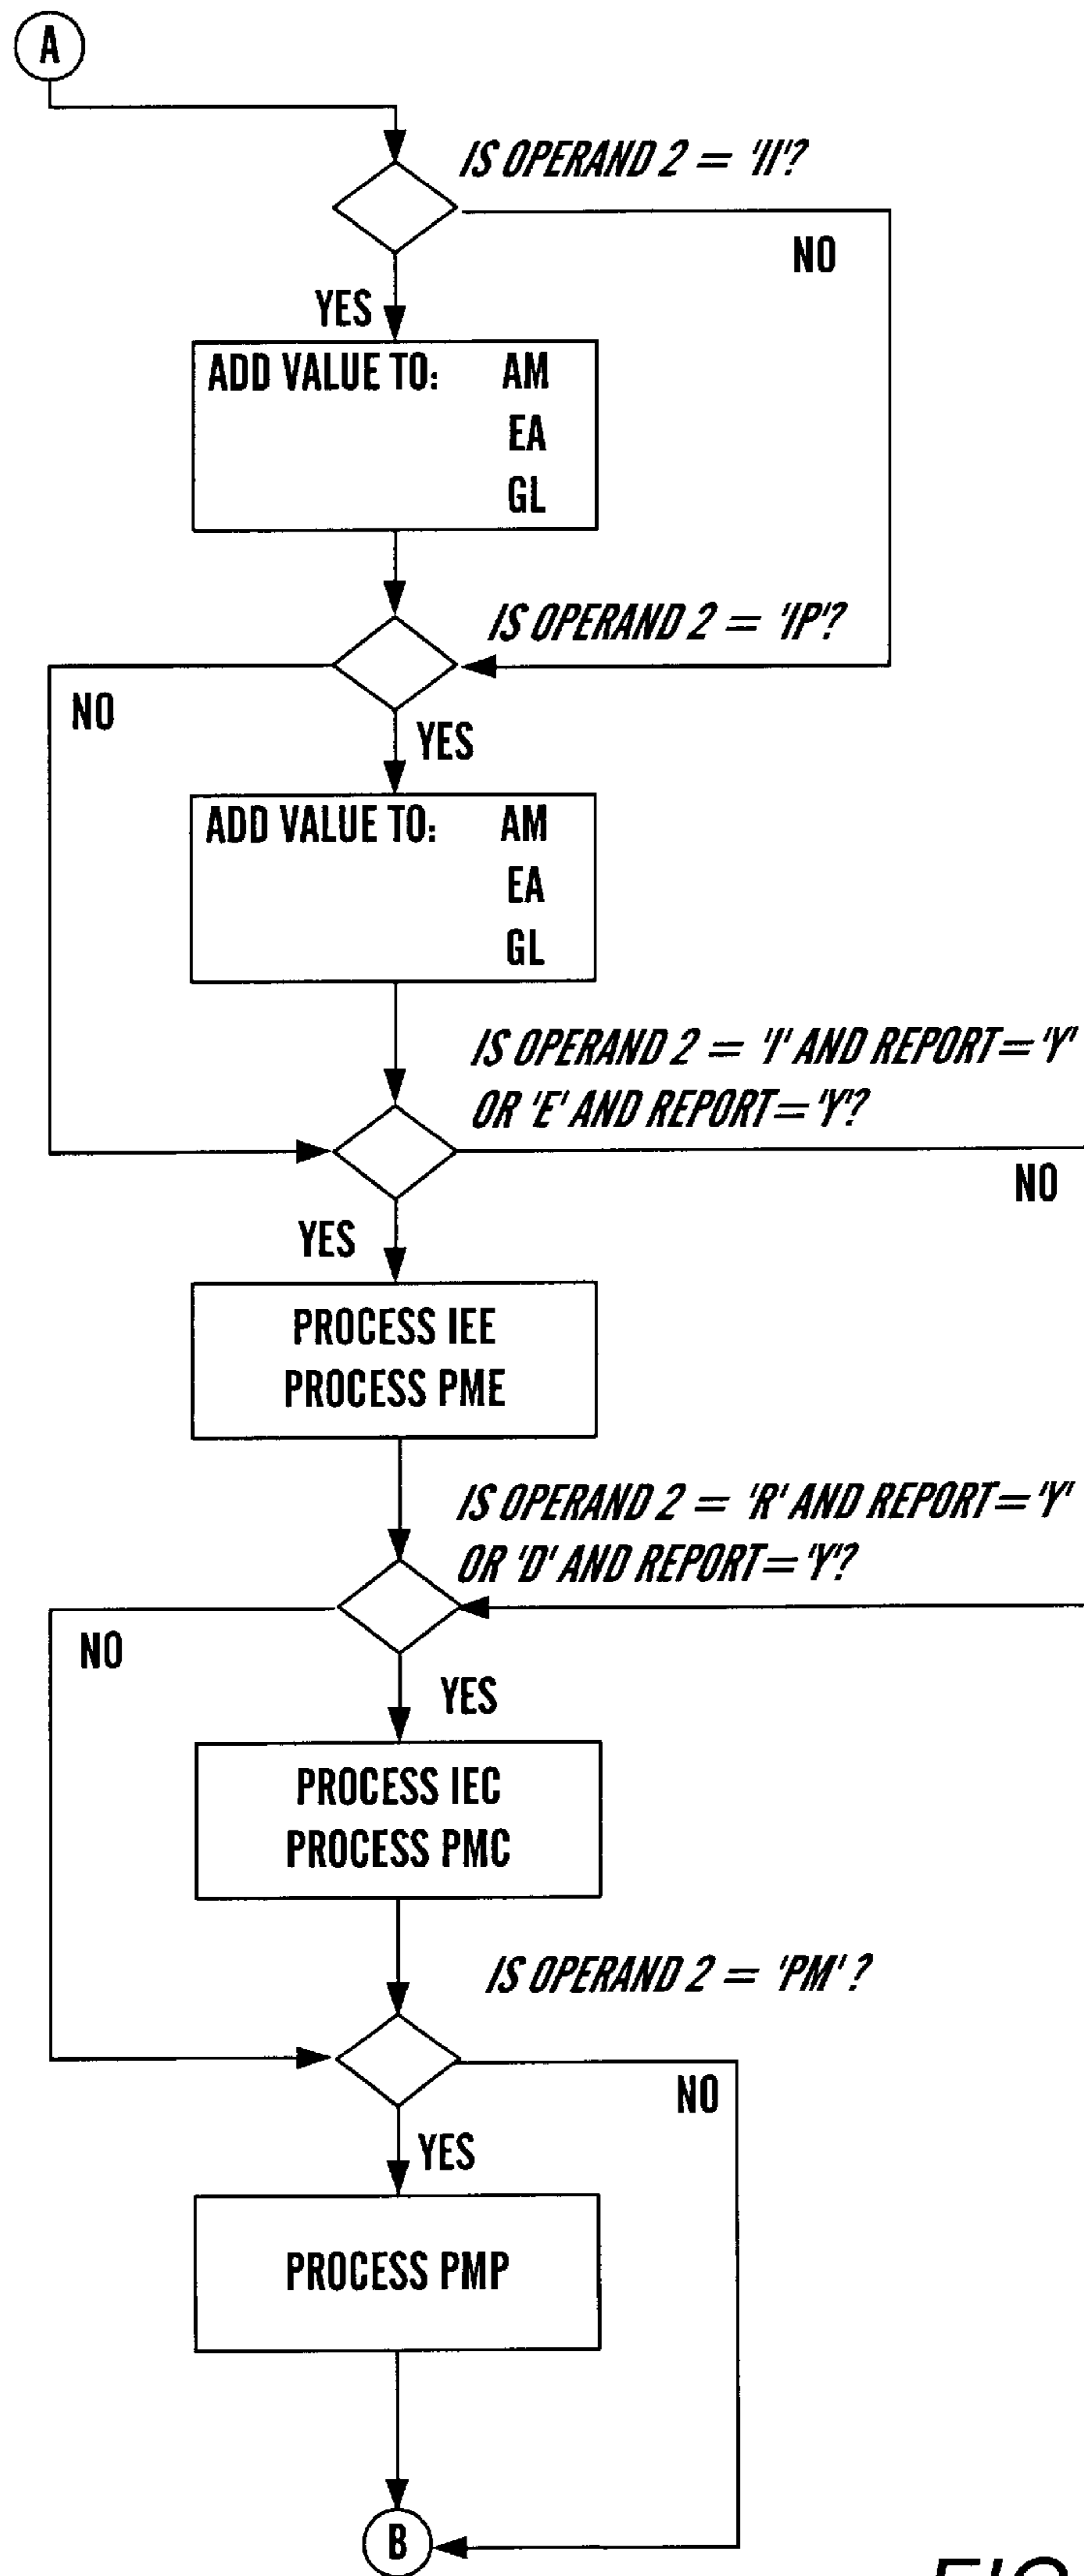 A
IS OPERAND 2 = 'II'?
NO
YES
ADD VALUE TO: AM
EA
GL
IS OPERAND 2 = 'IP'?
NO
YES
ADD VALUE TO: AM
EA
GL
IS OPERAND 2 = 'I' AND REPORT='Y'
OR 'E' AND REPORT='Y'?
NO
YES
PROCESS IEE
PROCESS PME
IS OPERAND 2 = 'R' AND REPORT='Y'
OR 'D' AND REPORT='Y'?
NO
YES
PROCESS IEC
PROCESS PMC
IS OPERAND 2 = 'PM' ?
NO
YES
PROCESS PMP
B